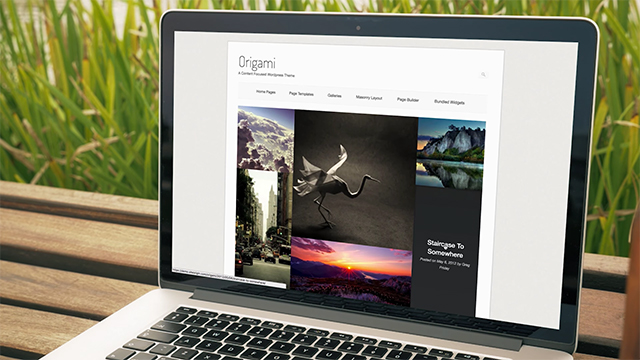 Origami
A Content Focused Wordpress Theme
Home Pages Page Templates Galleries Masonry Layout Page Builder Bundled Widgets
Staircase To
Somewhere
Posted on May 8, 2013 by Greg
Priday